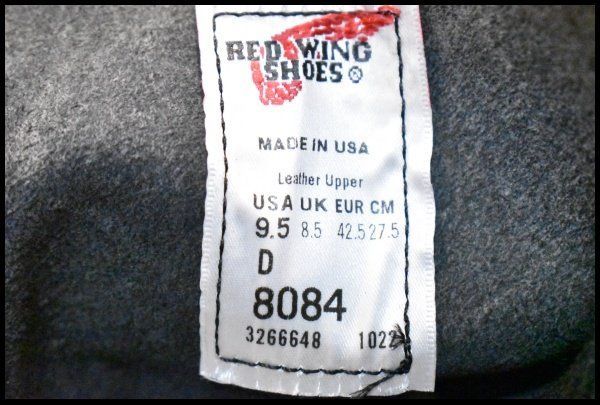 RED WING
SHOES ®
MADE IN USA
Leather Upper
USA UK EUR CM
9.5 8.5 42.5 27.5
D
8084
3266648 1022